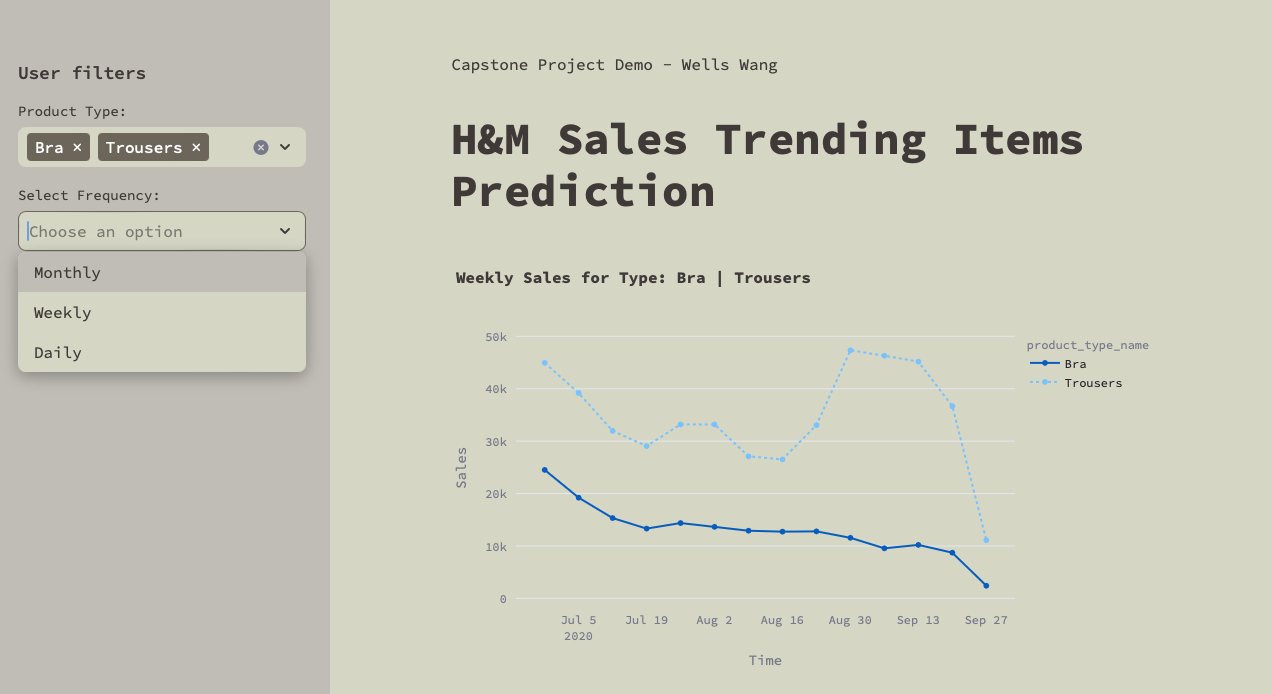 User filters
Product Type:
Bra × Trousers ×
Select Frequency:
Choose an option
Monthly
Weekly
Daily
Capstone Project Demo - Wells Wang
H&M Sales Trending Items
Prediction
Weekly Sales for Type: Bra | Trousers
50k
40k
30k
20k
10k
0
Sales
Jul 5 Jul 19 Aug 2 Aug 16 Aug 30 Sep 13 Sep 27
2020
Time
product_type_name
Bra
Trousers